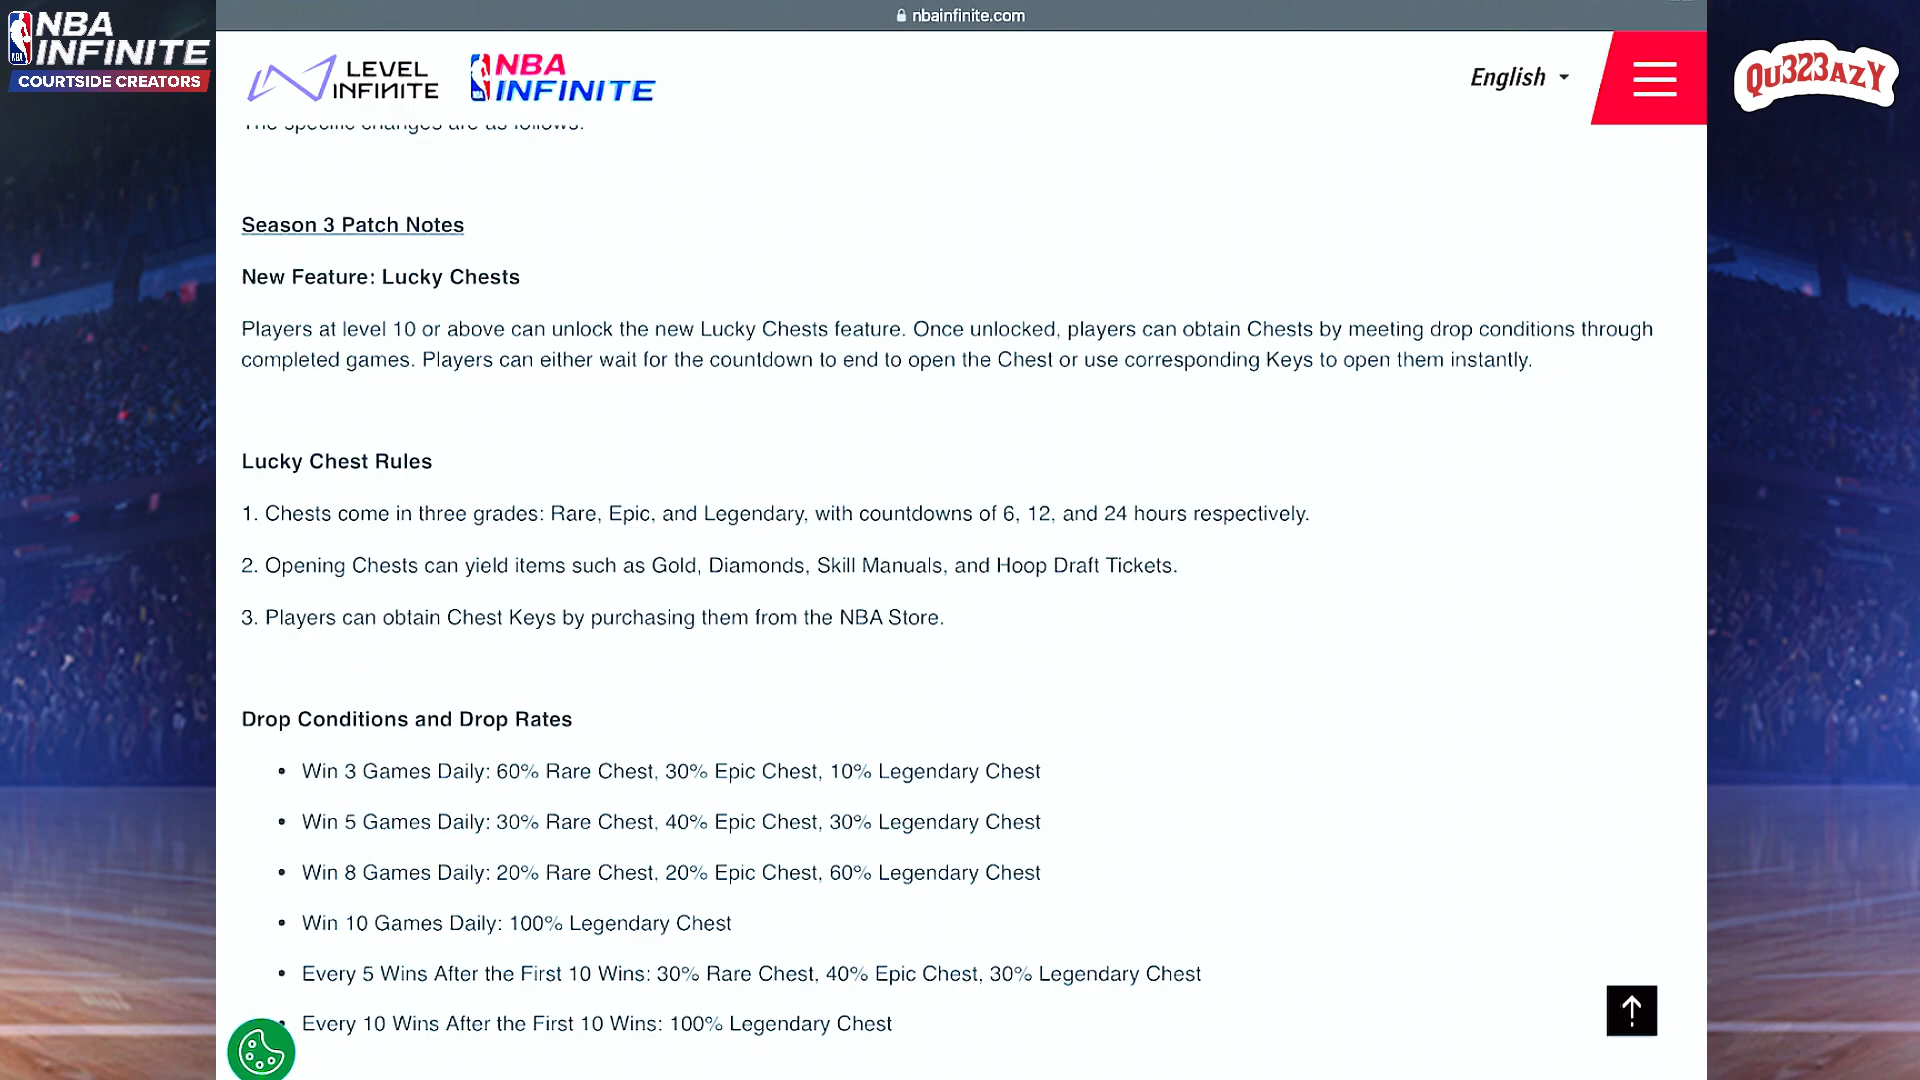 NBA
INFINITE
COURTSIDE CREATORS
nbainfinite.com
LEVEL
INFINITE
NBA
INFINITE
English
QU323AZY
The specific changes are as follows:
Season 3 Patch Notes
New Feature: Lucky Chests
Players at level 10 or above can unlock the new Lucky Chests feature. Once unlocked, players can obtain Chests by meeting drop conditions through
completed games. Players can either wait for the countdown to end to open the Chest or use corresponding Keys to open them instantly.
Lucky Chest Rules
1. Chests come in three grades: Rare, Epic, and Legendary, with countdowns of 6, 12, and 24 hours respectively.
2. Opening Chests can yield items such as Gold, Diamonds, Skill Manuals, and Hoop Draft Tickets.
3. Players can obtain Chest Keys by purchasing them from the NBA Store.
Drop Conditions and Drop Rates
• Win 3 Games Daily: 60% Rare Chest, 30% Epic Chest, 10% Legendary Chest
• Win 5 Games Daily: 30% Rare Chest, 40% Epic Chest, 30% Legendary Chest
• Win 8 Games Daily: 20% Rare Chest, 20% Epic Chest, 60% Legendary Chest
• Win 10 Games Daily: 100% Legendary Chest
• Every 5 Wins After the First 10 Wins: 30% Rare Chest, 40% Epic Chest, 30% Legendary Chest
• Every 10 Wins After the First 10 Wins: 100% Legendary Chest